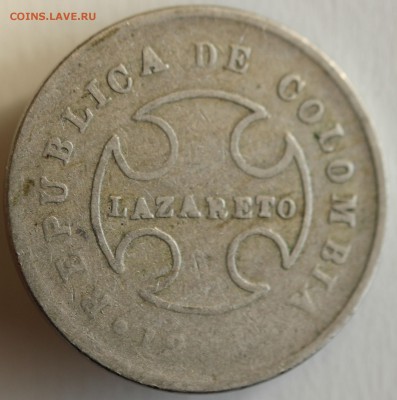 COINS.LAVE.RU
REPUBLICA DE COLOMBIA
LAZARETO